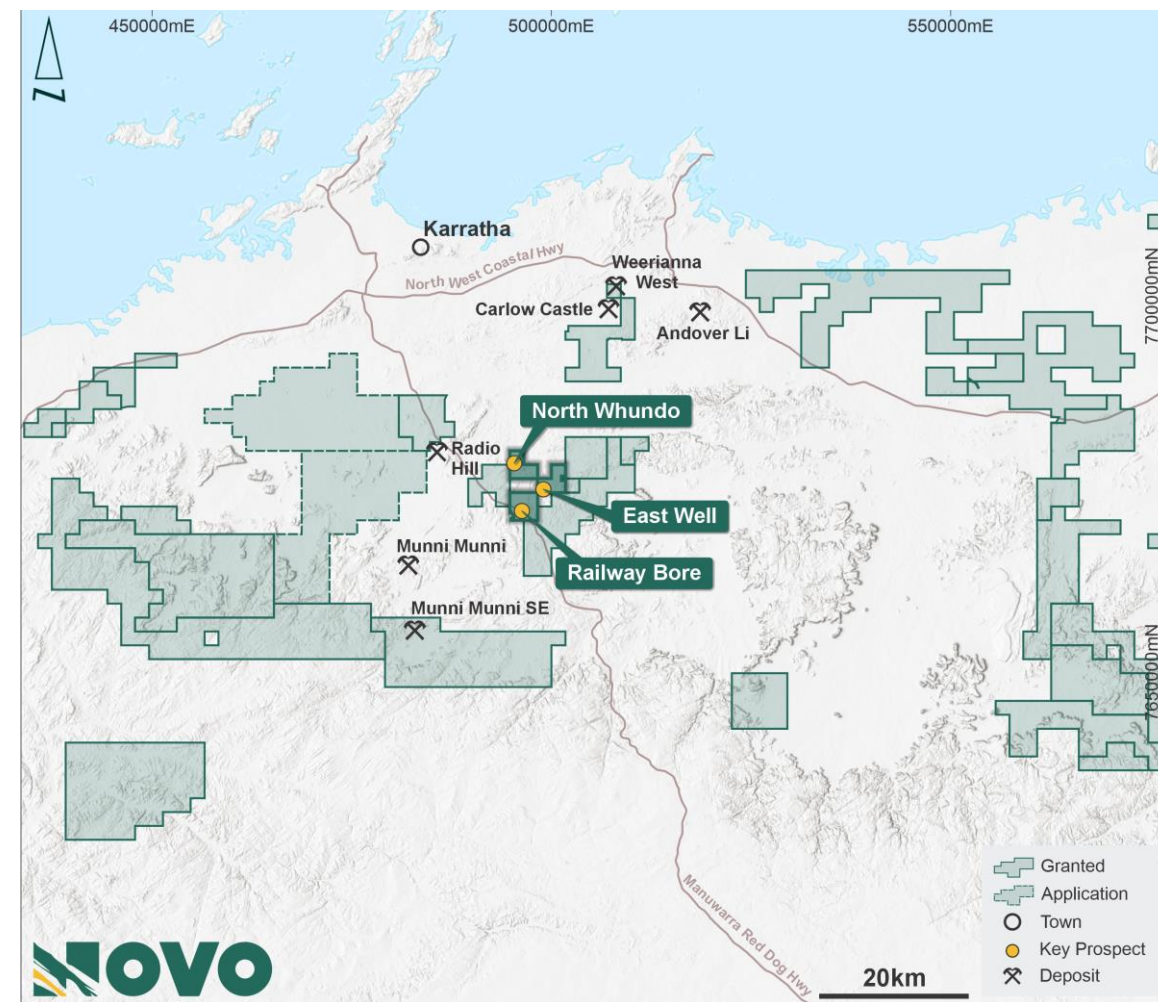 450000mE
500000mE
550000mE
N
Karratha
North West Coastal Hwy
Weerianna
West
Carlow Castle
Andover Li
7700000mN
North Whundo
Radio
Hill
East Well
Munni Munni
Railway Bore
Munni Munni SE
7650000mN
Manuwarra Red Dog Hwy
Granted
Application
Town
Key Prospect
Deposit
20km
NOVO